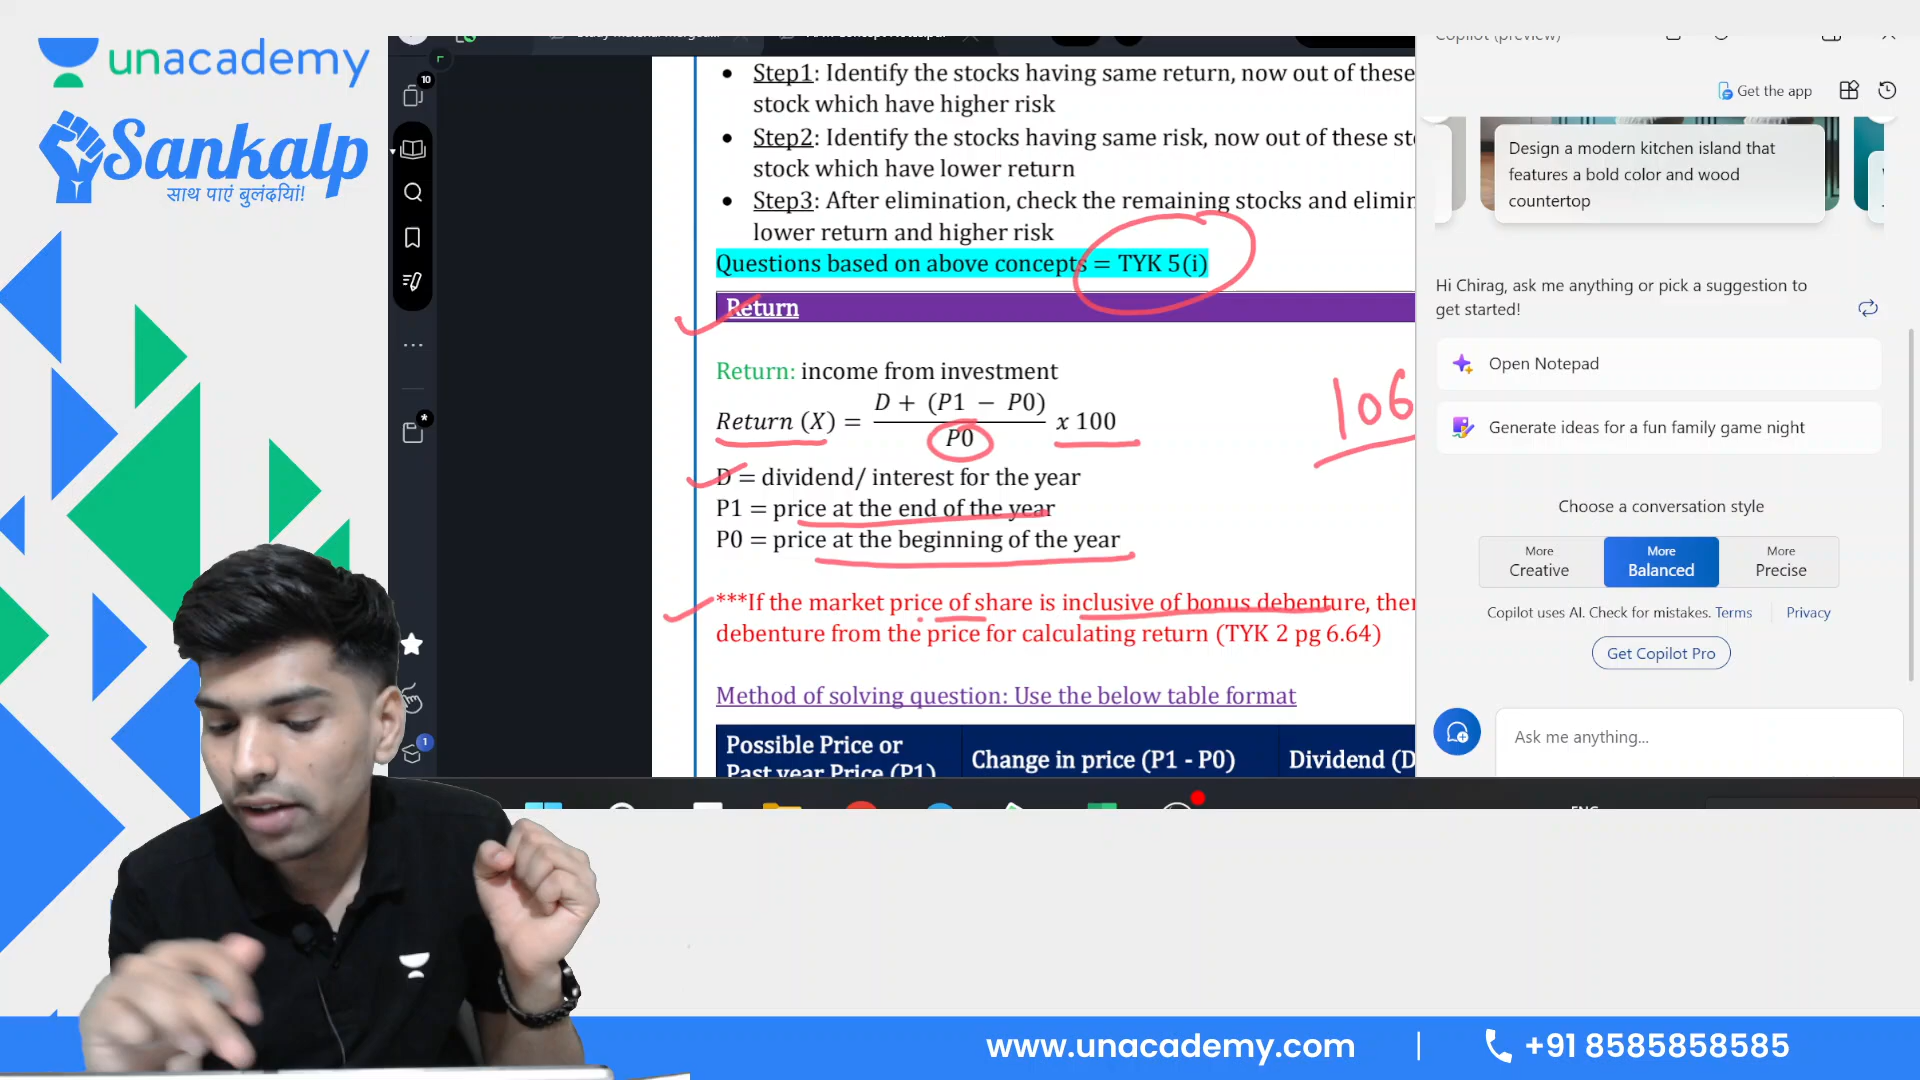 unacademy
Sankalp
साथ पाएं बुलंदियां!
10
Step1: Identify the stocks having same return, now out of these
stock which have higher risk
Step2: Identify the stocks having same risk, now out of these
stock which have lower return
Step3: After elimination, check the remaining stocks and
lower return and higher risk
Questions based on above concepts = TYK 5(i)
Return
Return: income from investment
Return (X) = D + (P1 − P0) / P0 x 100
106
D = dividend/ interest for the year
P1 = price at the end of the year
P0 = price at the beginning of the year
***If the market price of share is inclusive of bonus debenture,
debenture from the price for calculating return (TYK 2 pg 6.64)
Method of solving question: Use the below table format
Possible Price or
Past year Price (P1)
Change in price (P1 - P0)
Dividend (D
1
Copilot (preview)
Get the app
Design a modern kitchen island that
features a bold color and wood
countertop
Hi Chirag, ask me anything or pick a suggestion to
get started!
Open Notepad
Generate ideas for a fun family game night
Choose a conversation style
More
Creative
More
Balanced
More
Precise
Copilot uses AI. Check for mistakes. Terms
Privacy
Get Copilot Pro
Ask me anything...
www.unacademy.com | +91 8585858585